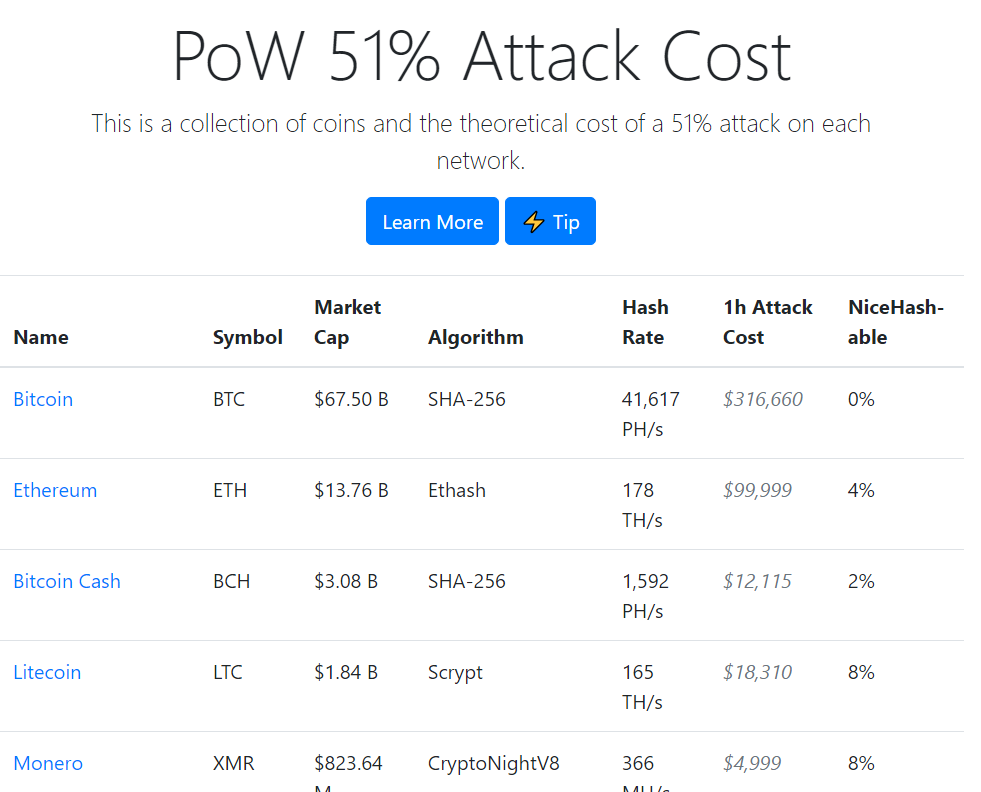 PoW 51% Attack Cost
This is a collection of coins and the theoretical cost of a 51% attack on each
network.
Learn More ⚡ Tip
Market Hash 1h Attack NiceHash-
Name Symbol Cap Algorithm Rate Cost able
Bitcoin BTC $67.50 B SHA-256 41,617 $316,660 0%
PH/s
Ethereum ETH $13.76 B Ethash 178 $99,999 4%
TH/s
Bitcoin Cash BCH $3.08 B SHA-256 1,592 $12,115 2%
PH/s
Litecoin LTC $1.84 B Scrypt 165 $18,310 8%
TH/s
Monero XMR $823.64 CryptoNightV8 366 $4,999 8%
M MH/s